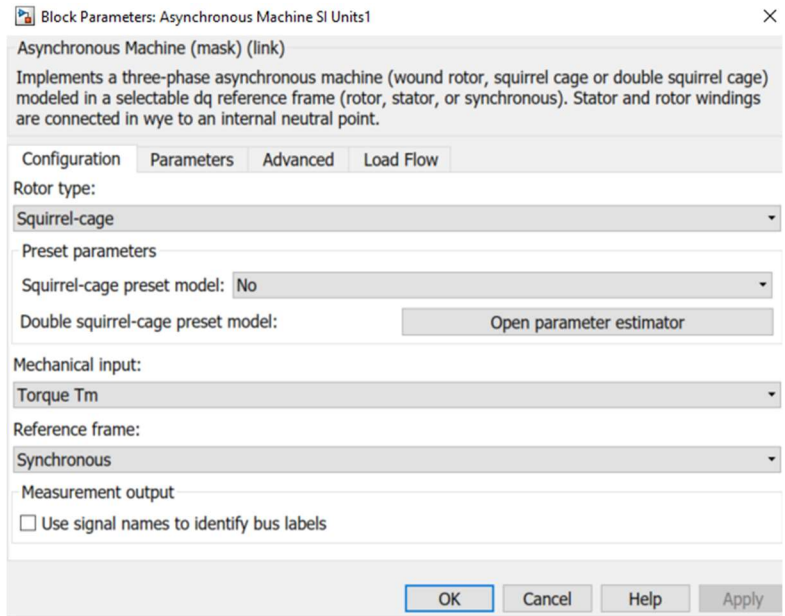 Block Parameters: Asynchronous Machine SI Units1
Asynchronous Machine (mask) (link)
Implements a three-phase asynchronous machine (wound rotor, squirrel cage or double squirrel cage)
modeled in a selectable dq reference frame (rotor, stator, or synchronous). Stator and rotor windings
are connected in wye to an internal neutral point.
Configuration Parameters Advanced Load Flow
Rotor type:
Squirrel-cage
Preset parameters
Squirrel-cage preset model: No
Double squirrel-cage preset model: Open parameter estimator
Mechanical input:
Torque Tm
Reference frame:
Synchronous
Measurement output
Use signal names to identify bus labels
OK Cancel Help Apply